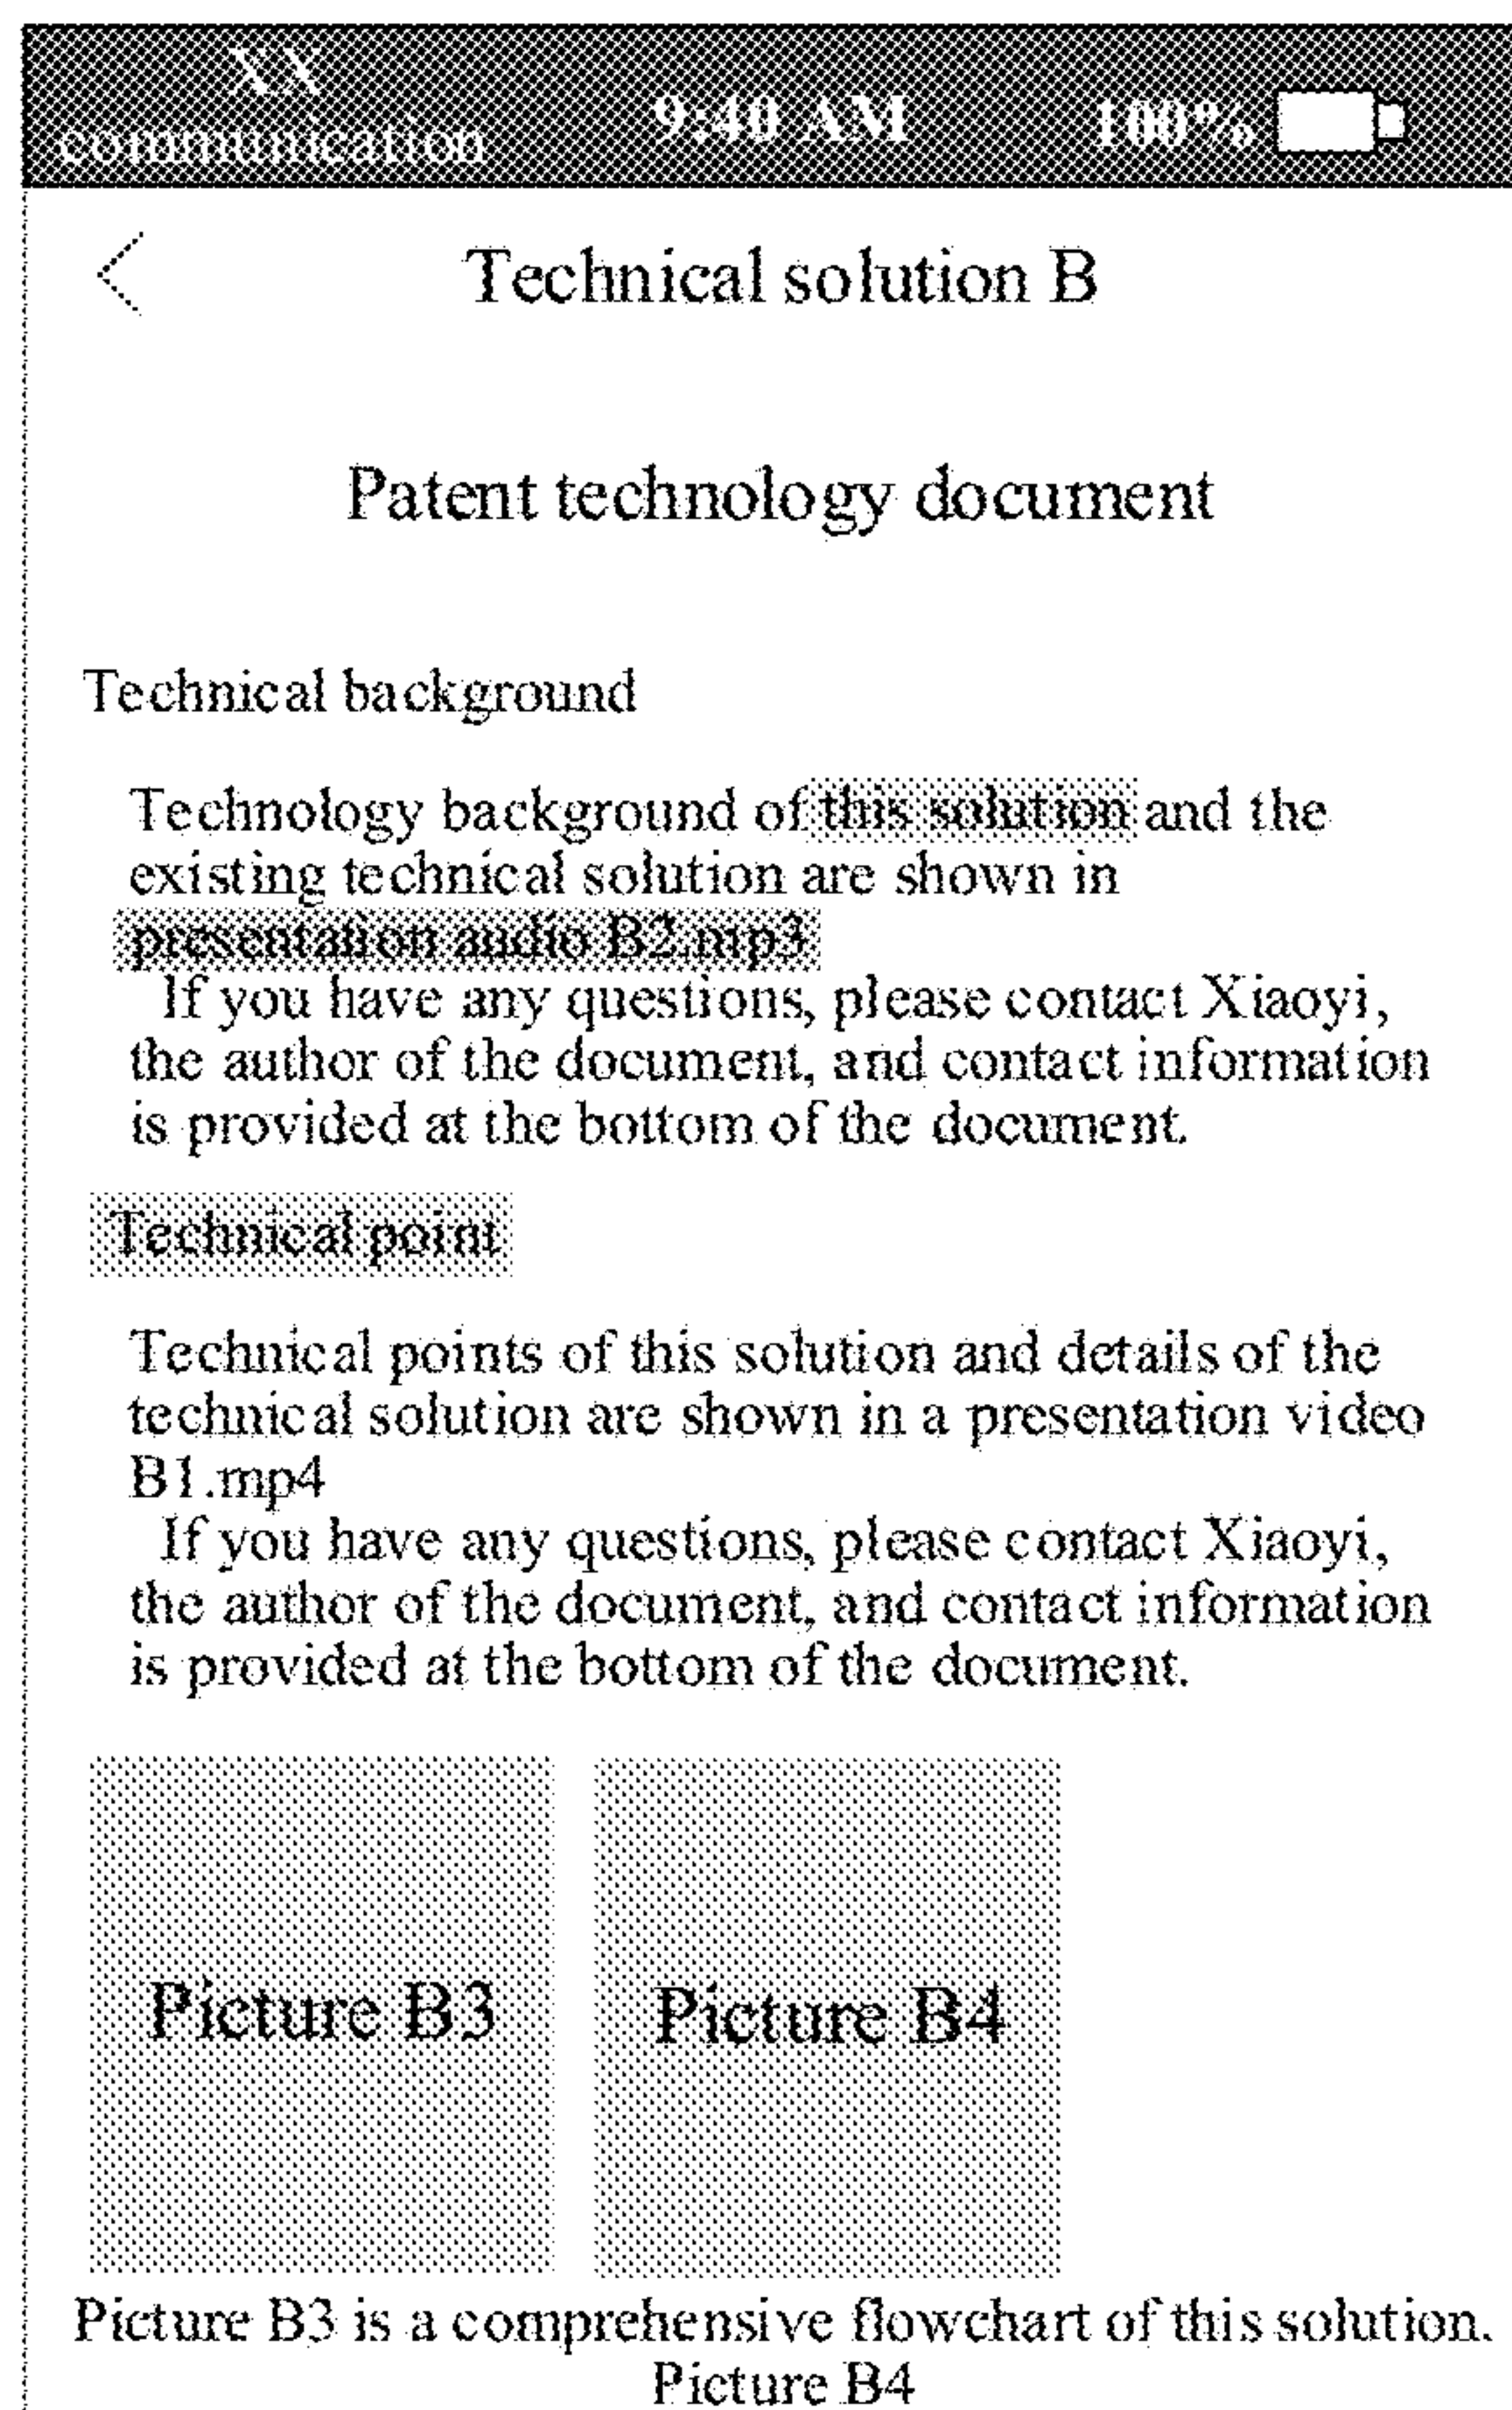 XX
communication
9:40 AM
100%
Technical solution B
Patent technology document
Technical background
Technology background of this solution and the
existing technical solution are shown in
presentation audio B2.mp3
If you have any questions, please contact Xiaoyi,
the author of the document, and contact information
is provided at the bottom of the document.
Technical point
Technical points of this solution and details of the
technical solution are shown in a presentation video
B1.mp4
If you have any questions, please contact Xiaoyi,
the author of the document, and contact information
is provided at the bottom of the document.
Picture B3
Picture B4
Picture B3 is a comprehensive flowchart of this solution.
Picture B4